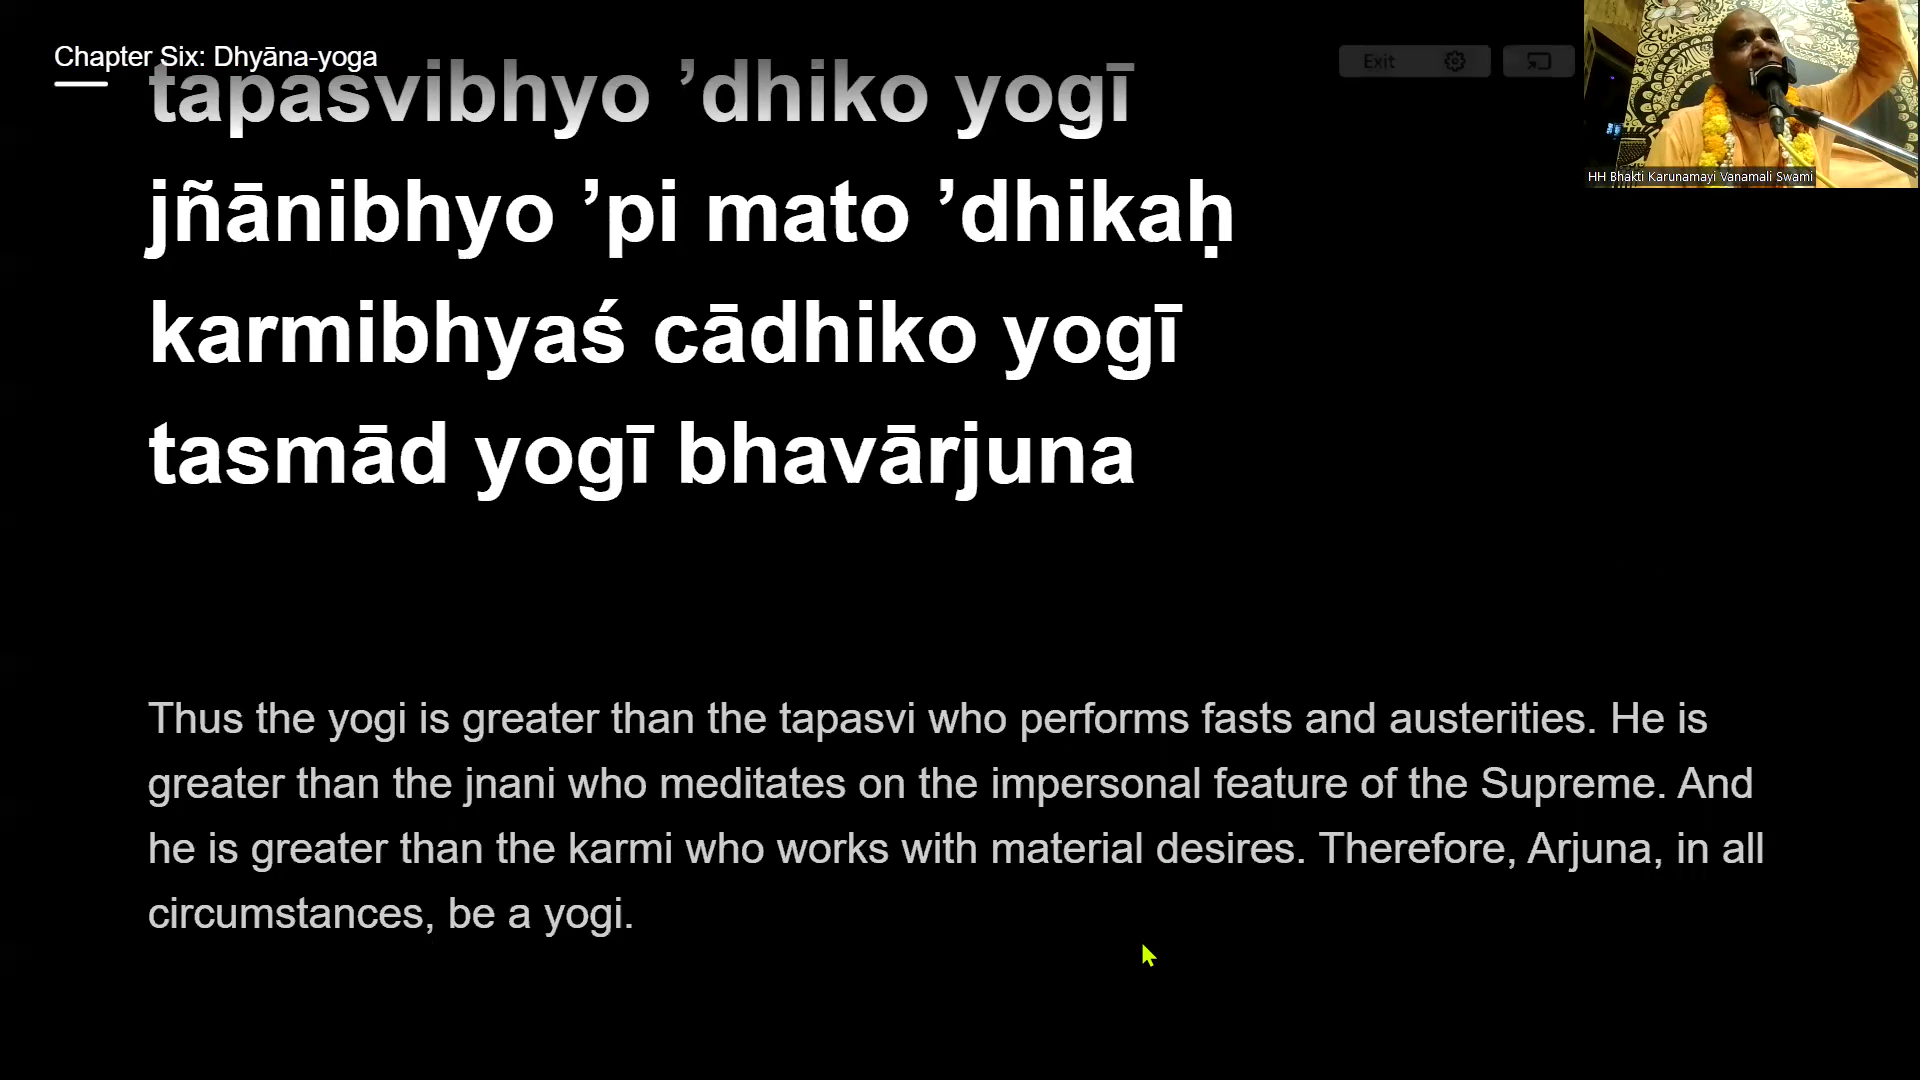 Chapter Six: Dhyāna-yoga
Exit
tapasvibhyo ’dhiko yogī
jñānibhyo ’pi mato ’dhikaḥ
karmibhyaś cādhiko yogī
tasmād yogī bhavārjuna
HH Bhakti Karunamayi Vanamali Swami
Thus the yogi is greater than the tapasvi who performs fasts and austerities. He is
greater than the jnani who meditates on the impersonal feature of the Supreme. And
he is greater than the karmi who works with material desires. Therefore, Arjuna, in all
circumstances, be a yogi.